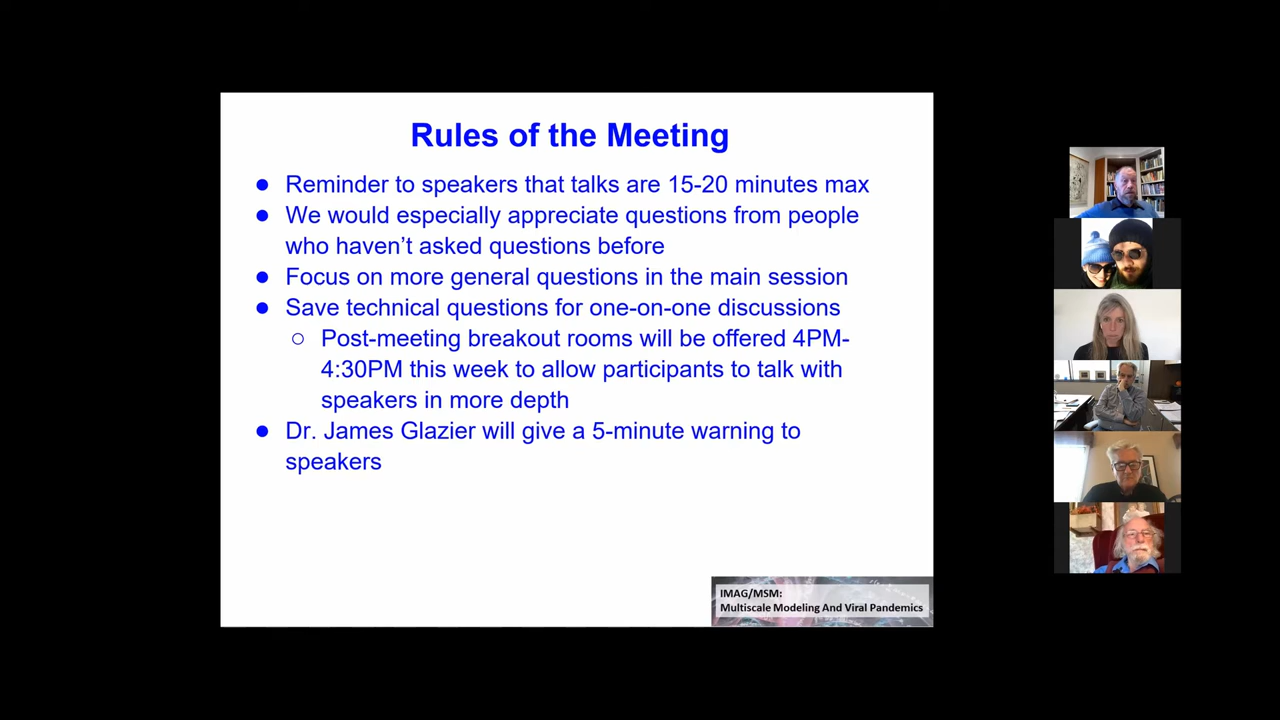 Rules of the Meeting
● Reminder to speakers that talks are 15-20 minutes max
● We would especially appreciate questions from people
who haven’t asked questions before
● Focus on more general questions in the main session
● Save technical questions for one-on-one discussions
○ Post-meeting breakout rooms will be offered 4PM-
4:30PM this week to allow participants to talk with
speakers in more depth
● Dr. James Glazier will give a 5-minute warning to
speakers
IMAG/MSM:
Multiscale Modeling And Viral Pandemics